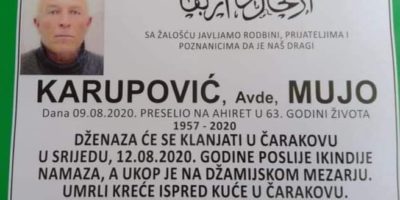 SA ŽALOŠĆU JAVLJAMO RODBINI, PRIJATELJIMA I
POZNANICIMA DA JE NAŠ DRAGI
KARUPOVIĆ, Avde, MUJO
Dana 09.08.2020. PRESELIO NA AHIRET U 63. GODINI ŽIVOTA
1957 - 2020
DŽENAZA ĆE SE KLANJATI U ČARAKOVU
U SRIJEDU, 12.08.2020. GODINE POSLIJE IKINDIJE
NAMAZA, A UKOP JE NA DŽAMIJSKOM MEZARJU.
UMRLI KREĆE ISPRED KUĆE U ČARAKOVU.